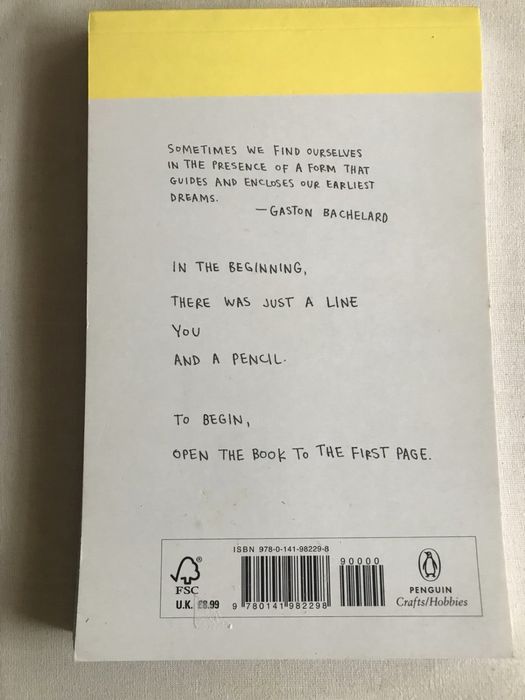 SOMETIMES WE FIND OURSELVES
IN THE PRESENCE OF A FORM THAT
GUIDES AND ENCLOSES OUR EARLIEST
DREAMS.
—GASTON BACHELARD
IN THE BEGINNING,
THERE WAS JUST A LINE
YOU
AND A PENCIL.
TO BEGIN,
OPEN THE BOOK TO THE FIRST PAGE.
ISBN 978-0-141-98229-8
90000
FSC
®
U.K. £8.99
9 780141 982298
PENGUIN
Crafts/Hobbies